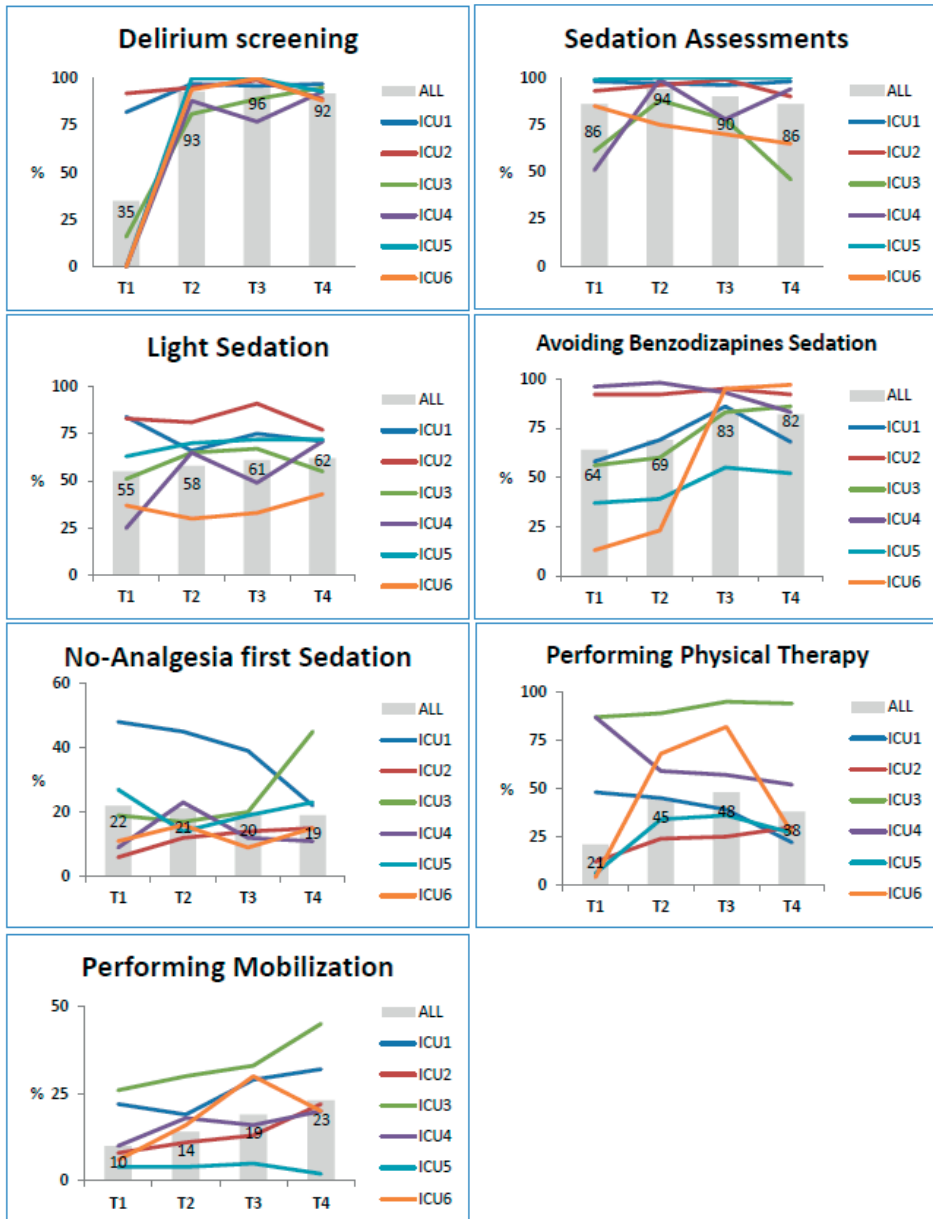 Delirium screening
100
75
%
50
25
0
35
93
96
92
T1 T2 T3 T4
ALL
ICU1
ICU2
ICU3
ICU4
ICU5
ICU6
Sedation Assessments
100
75
%
50
25
0
86
94
90
86
T1 T2 T3 T4
ALL
ICU1
ICU2
ICU3
ICU4
ICU5
ICU6
Light Sedation
100
75
%
50
25
0
55
58
61
62
T1 T2 T3 T4
ALL
ICU1
ICU2
ICU3
ICU4
ICU5
ICU6
Avoiding Benzodizapines Sedation
100
75
%
50
25
0
64
69
83
82
T1 T2 T3 T4
ALL
ICU1
ICU2
ICU3
ICU4
ICU5
ICU6
No-Analgesia first Sedation
60
40
%
20
0
22
21
20
19
T1 T2 T3 T4
ALL
ICU1
ICU2
ICU3
ICU4
ICU5
ICU6
Performing Physical Therapy
100
75
%
50
25
0
21
45
48
38
T1 T2 T3 T4
ALL
ICU1
ICU2
ICU3
ICU4
ICU5
ICU6
Performing Mobilization
50
%
25
0
10
14
19
23
T1 T2 T3 T4
ALL
ICU1
ICU2
ICU3
ICU4
ICU5
ICU6